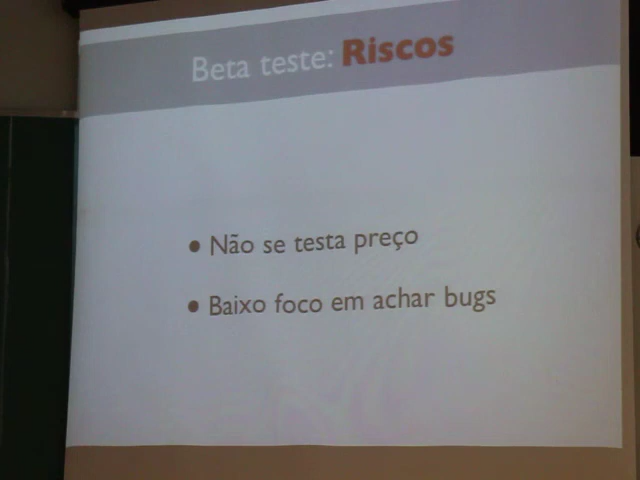 Beta teste: Riscos
• Não se testa preço
• Baixo foco em achar bugs